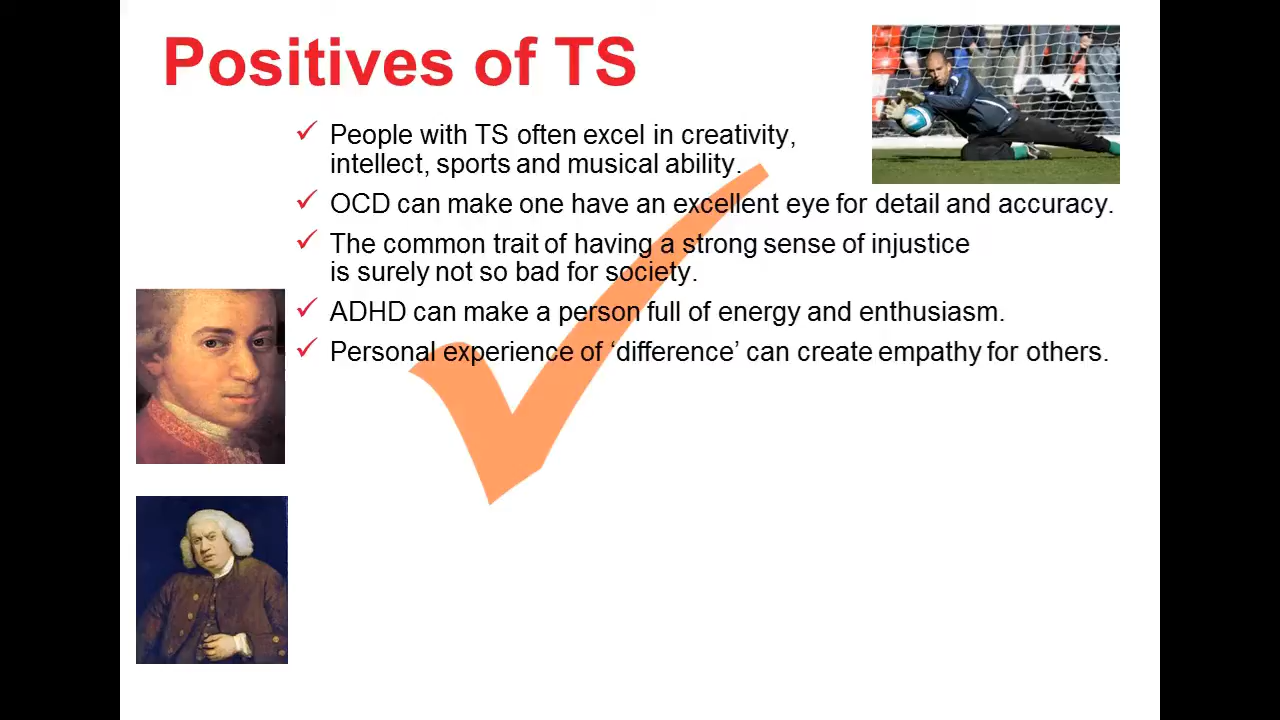 Positives of TS
People with TS often excel in creativity,
intellect, sports and musical ability.
OCD can make one have an excellent eye for detail and accuracy.
The common trait of having a strong sense of injustice
is surely not so bad for society.
ADHD can make a person full of energy and enthusiasm.
Personal experience of ‘difference’ can create empathy for others.